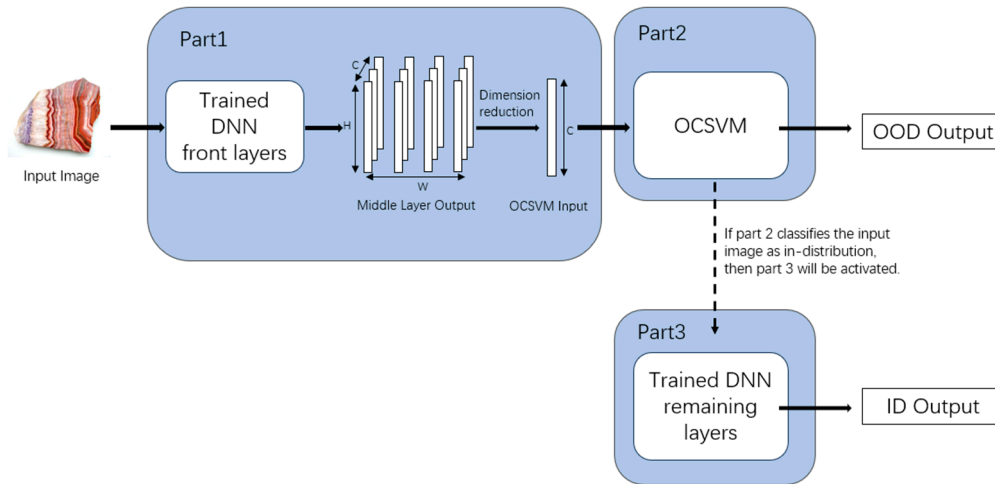 Part1
Part2
Input Image
Trained
DNN
front layers
C
H
W
Middle Layer Output
Dimension
reduction
C
OCSVM Input
OCSVM
OOD Output
If part 2 classifies the input
image as in-distribution,
then part 3 will be activated.
Part3
Trained DNN
remaining
layers
ID Output